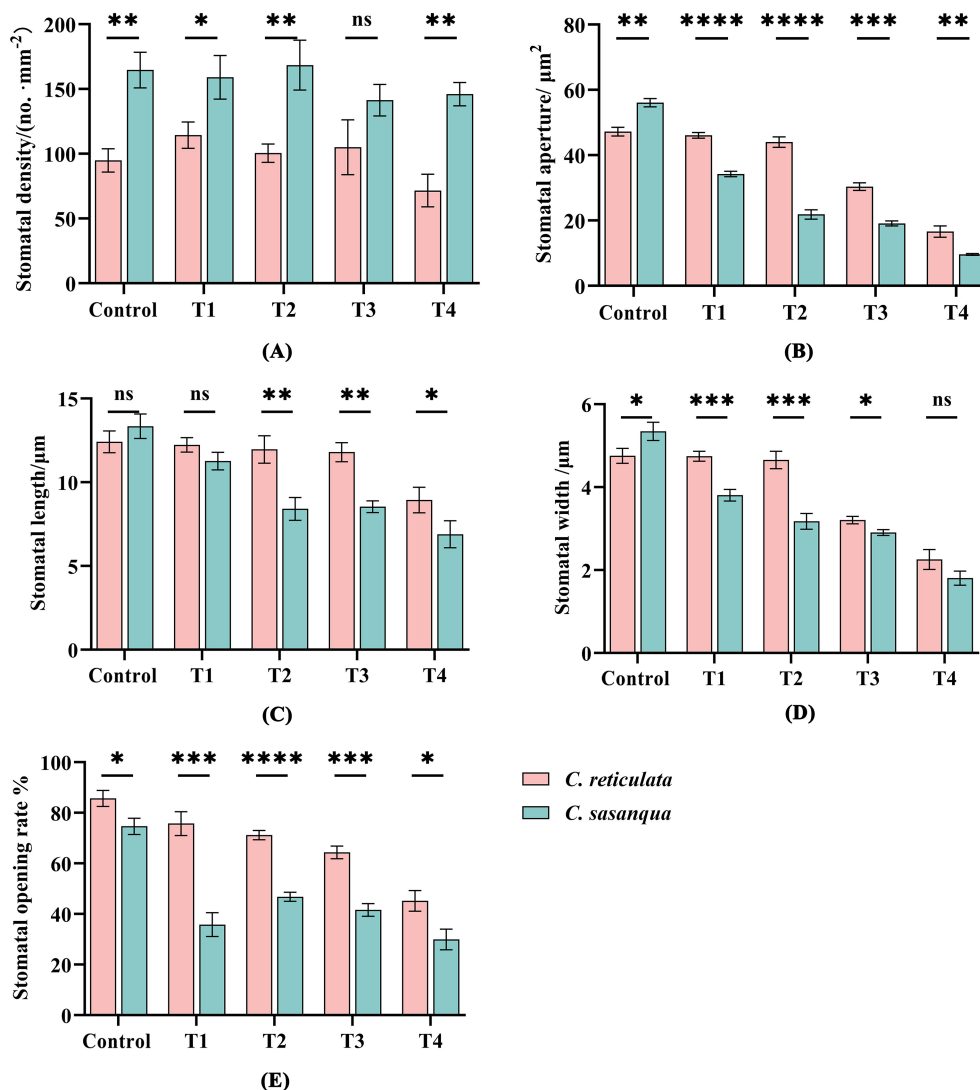 Stomatal density/(no. ·mm-2)
200
150
100
50
0
** * ** ns **
Control T1 T2 T3 T4
(A)
Stomatal aperture/ μm2
80
60
40
20
0
** **** **** *** **
Control T1 T2 T3 T4
(B)
Stomatal length/μm
15
10
5
0
ns ns ** ** *
Control T1 T2 T3 T4
(C)
Stomatal width /μm
6
4
2
0
* *** *** * ns
Control T1 T2 T3 T4
(D)
Stomatal opening rate %
100
80
60
40
20
0
* *** **** *** *
Control T1 T2 T3 T4
(E)
C. reticulata
C. sasanqua